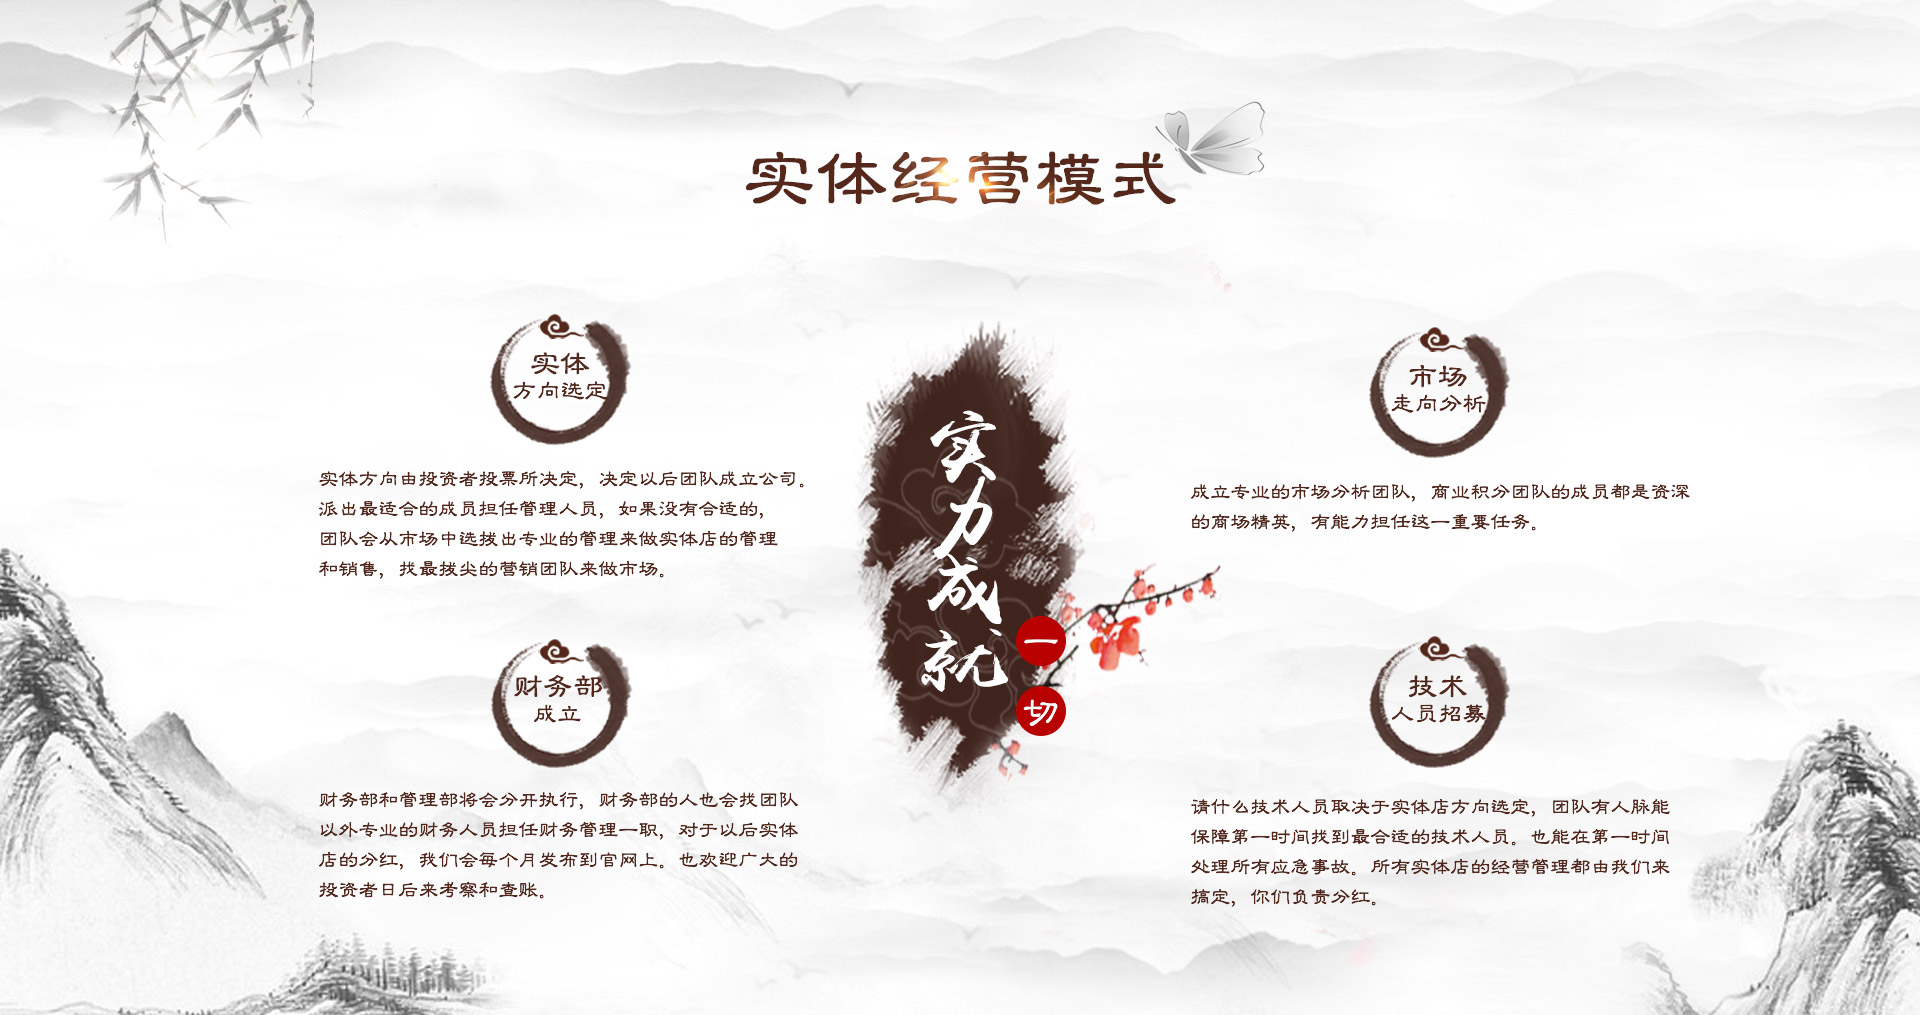 实体经营模式
实体
方向选定
实体方向由投资者投票所决定，决定以后团队成立公司。
派出最适合的成员担任管理人员，如果没有合适的，
团队会从市场中选拔出专业的管理来做实体店的管理
和销售，找最拔尖的营销团队来做市场。
财务部
成立
财务部和管理部将会分开执行，财务部的人也会找团队
以外专业的财务人员担任财务管理一职，对于以后实体
店的分红，我们会每个月发布到官网上。也欢迎广大的
投资者日后来考察和查账。
实力成就
一切
市场
走向分析
成立专业的市场分析团队，商业积分团队的成员都是资深
的商场精英，有能力担任这一重要任务。
技术
人员招募
请什么技术人员取决于实体店方向选定，团队有人脉能
保障第一时间找到最合适的技术人员。也能在第一时间
处理所有应急事故。所有实体店的经营管理都由我们来
搞定，你们负责分红。